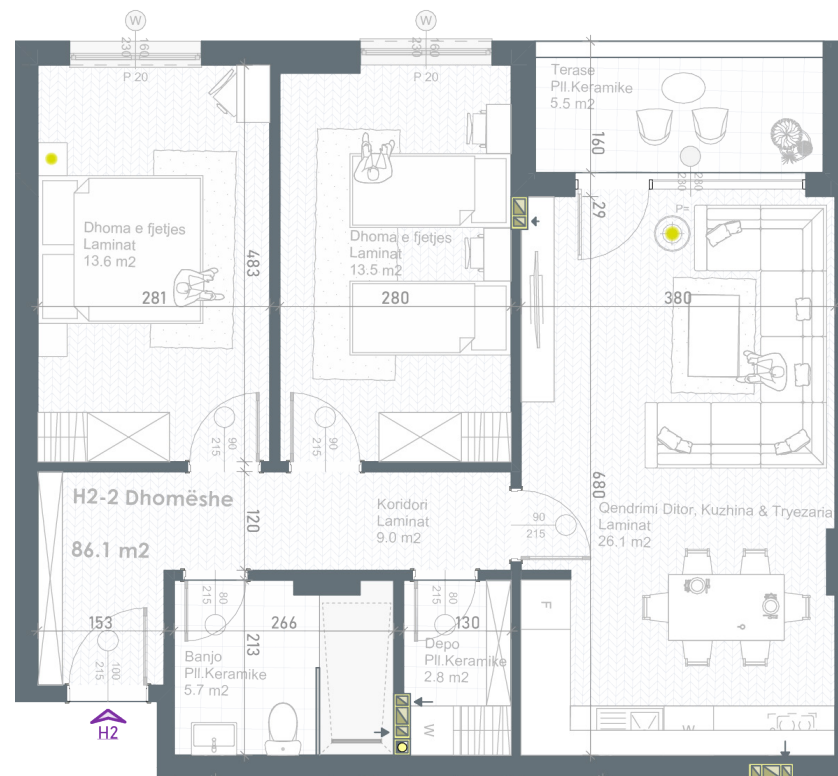 W
W
160
230
160
230
P 20
P 20
Terase
Pll.Keramike
5.5 m2
160
280
230
P=
29
Dhoma e fjetjes
Laminat
13.6 m2
483
281
Dhoma e fjetjes
Laminat
13.5 m2
280
380
90
215
90
215
680
H2-2 Dhomëshe
86.1 m2
120
Koridori
Laminat
9.0 m2
90
215
Qendrimi Ditor, Kuzhina & Tryezaria
Laminat
26.1 m2
80
215
80
215
F
153
266
130
213
100
215
Banjo
Pll.Keramike
5.7 m2
Depo
Pll.Keramike
2.8 m2
W
W
H2